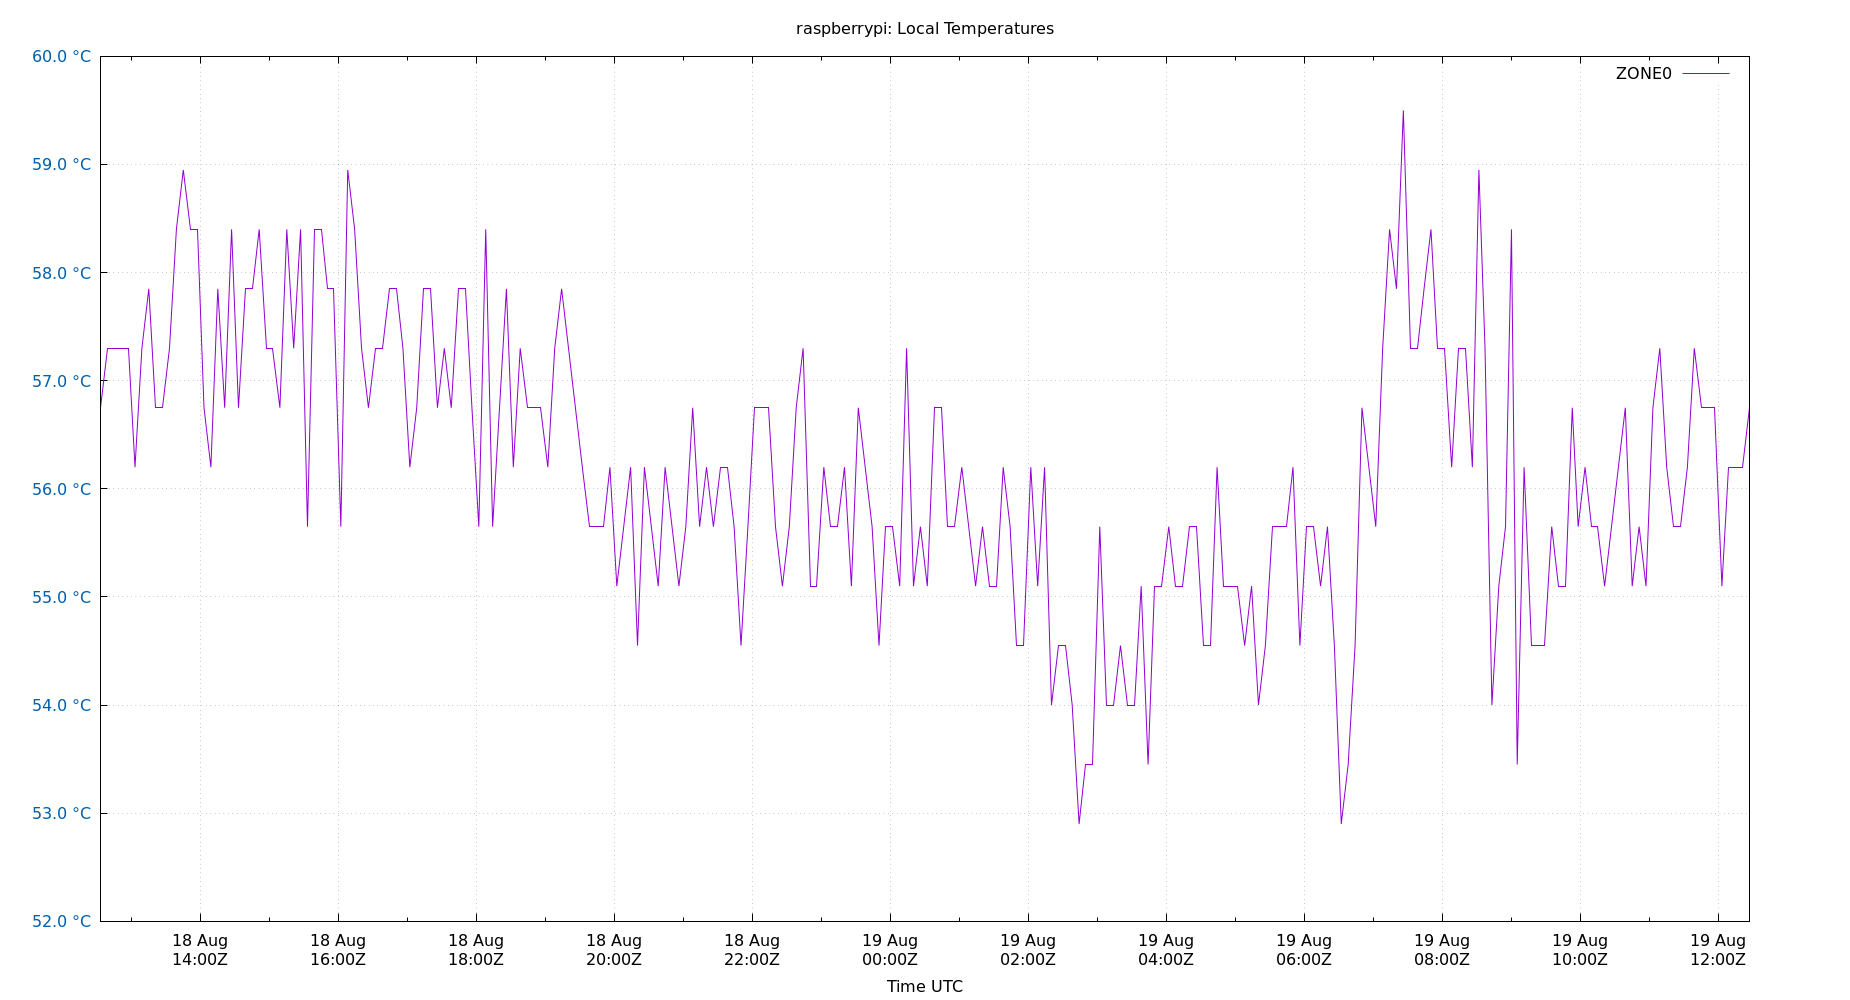 raspberrypi: Local Temperatures
60.0 °C
ZONE0
59.0 °C
58.0 °C
57.0 °C
56.0 °C
55.0 °C
54.0 °C
53.0 °C
52.0 °C
18 Aug 18 Aug 18 Aug 18 Aug 18 Aug 19 Aug 19 Aug 19 Aug 19 Aug 19 Aug 19 Aug 19 Aug
14:00Z 16:00Z 18:00Z 20:00Z 22:00Z 00:00Z 02:00Z 04:00Z 06:00Z 08:00Z 10:00Z 12:00Z
Time UTC